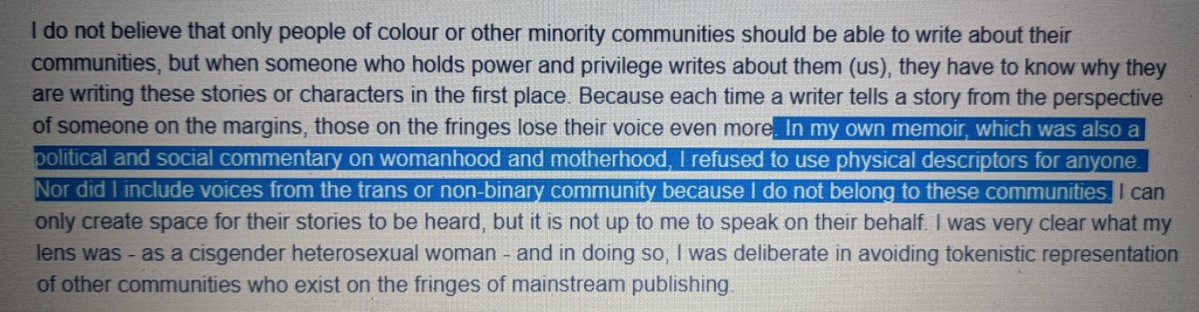 I do not believe that only people of colour or other minority communities should be able to write about their
communities, but when someone who holds power and privilege writes about them (us), they have to know why they
are writing these stories or characters in the first place. Because each time a writer tells a story from the perspective
of someone on the margins, those on the fringes lose their voice even more. In my own memoir, which was also a
political and social commentary on womanhood and motherhood, I refused to use physical descriptors for anyone.
Nor did I include voices from the trans or non-binary community because I do not belong to these communities. I can
only create space for their stories to be heard, but it is not up to me to speak on their behalf. I was very clear what my
lens was - as a cisgender heterosexual woman - and in doing so, I was deliberate in avoiding tokenistic representation
of other communities who exist on the fringes of mainstream publishing.